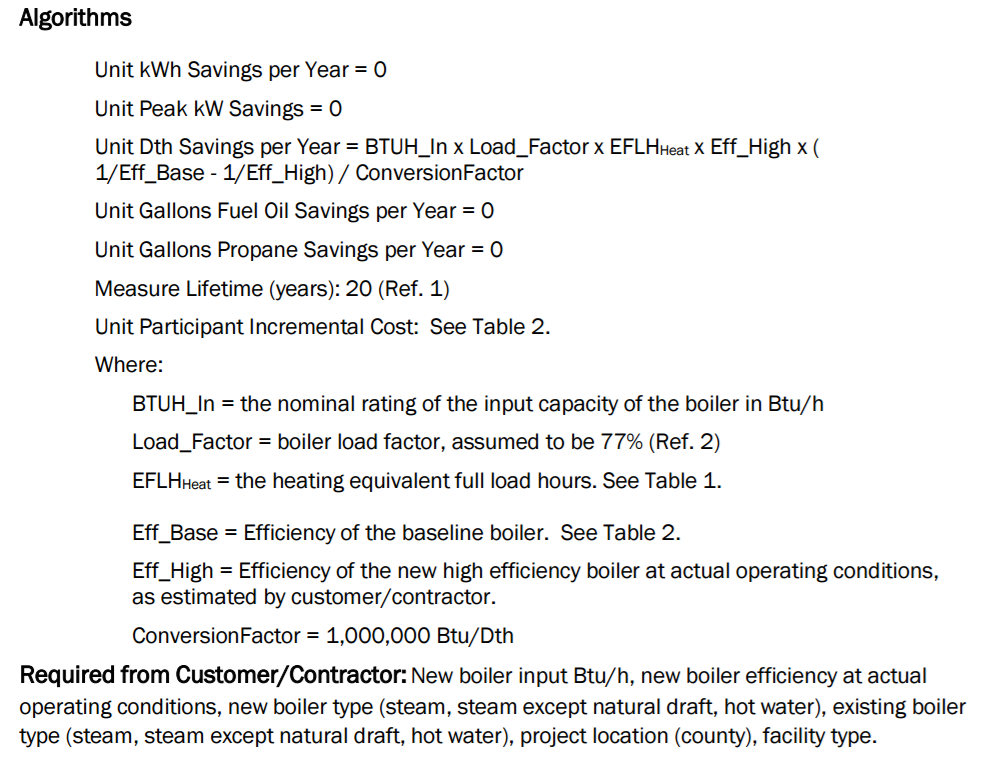 Algorithms
Unit kWh Savings per Year = 0
Unit Peak kW Savings = 0
Unit Dth Savings per Year = BTUH_In x Load_Factor x EFLHHeat x Eff_High x (
1/Eff_Base - 1/Eff_High) / ConversionFactor
Unit Gallons Fuel Oil Savings per Year = 0
Unit Gallons Propane Savings per Year = 0
Measure Lifetime (years): 20 (Ref. 1)
Unit Participant Incremental Cost:  See Table 2.
Where:
BTUH_In = the nominal rating of the input capacity of the boiler in Btu/h
Load_Factor = boiler load factor, assumed to be 77% (Ref. 2)
EFLHHeat = the heating equivalent full load hours. See Table 1.
Eff_Base = Efficiency of the baseline boiler.  See Table 2.
Eff_High = Efficiency of the new high efficiency boiler at actual operating conditions,
as estimated by customer/contractor.
ConversionFactor = 1,000,000 Btu/Dth
Required from Customer/Contractor: New boiler input Btu/h, new boiler efficiency at actual
operating conditions, new boiler type (steam, steam except natural draft, hot water), existing boiler
type (steam, steam except natural draft, hot water), project location (county), facility type.